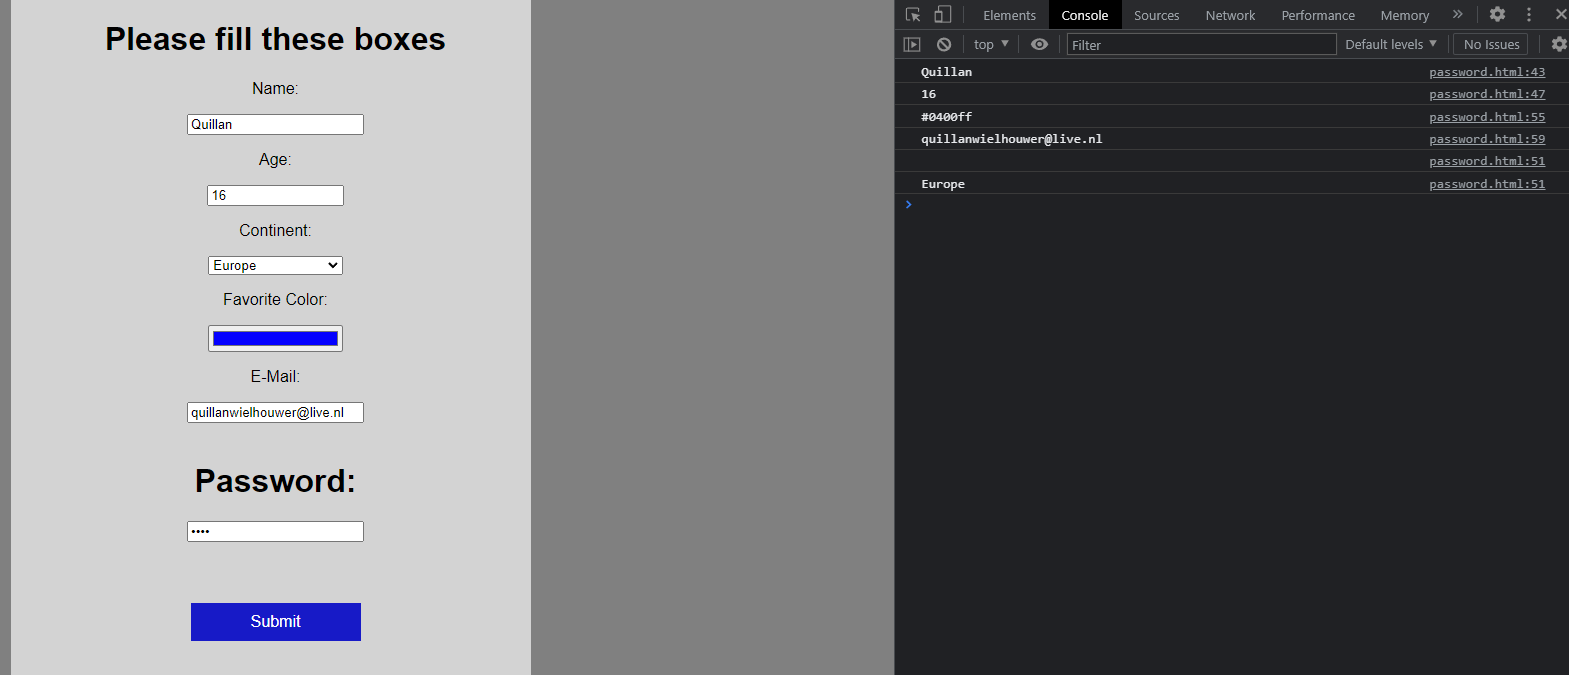 Please fill these boxes
Name:
Quillan
Age:
16
Continent:
Europe
Favorite Color:
E-Mail:
quillanwielhouwer@live.nl
Password:
••••
Submit
Elements Console Sources Network Performance Memory »
top ▼ Filter Default levels ▼ No Issues
Quillan password.html:43
16 password.html:47
#0400ff password.html:55
quillanwielhouwer@live.nl password.html:59
password.html:51
Europe password.html:51